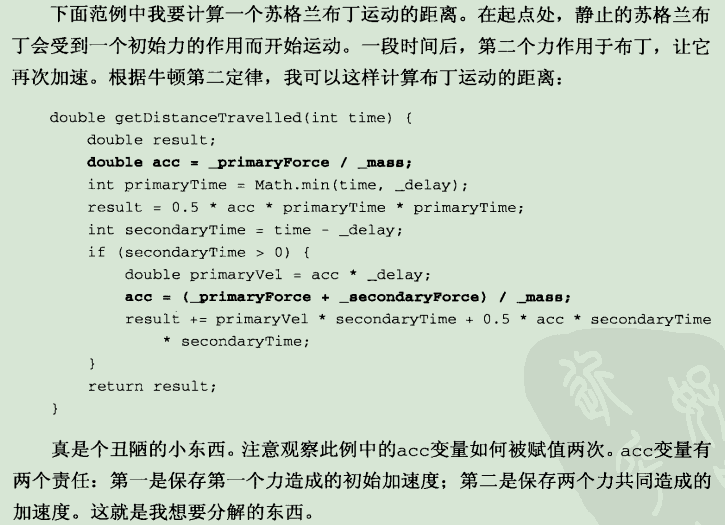 下面范例中我要计算一个苏格兰布丁运动的距离。在起点处，静止的苏格兰布
丁会受到一个初始力的作用而开始运动。一段时间后，第二个力作用于布丁，让它
再次加速。根据牛顿第二定律，我可以这样计算布丁运动的距离：
double getDistanceTravelled(int time) {
double result;
double acc = _primaryForce / _mass;
int primaryTime = Math.min(time, _delay);
result = 0.5 * acc * primaryTime * primaryTime;
int secondaryTime = time - _delay;
if (secondaryTime > 0) {
double primaryVel = acc * _delay;
acc = (_primaryForce + _secondaryForce) / _mass;
result += primaryVel * secondaryTime + 0.5 * acc * secondaryTime
* secondaryTime;
}
return result;
}
真是个丑陋的小东西。注意观察此例中的acc变量如何被赋值两次。acc变量有
两个责任：第一是保存第一个力造成的初始加速度；第二是保存两个力共同造成的
加速度。这就是我想要分解的东西。